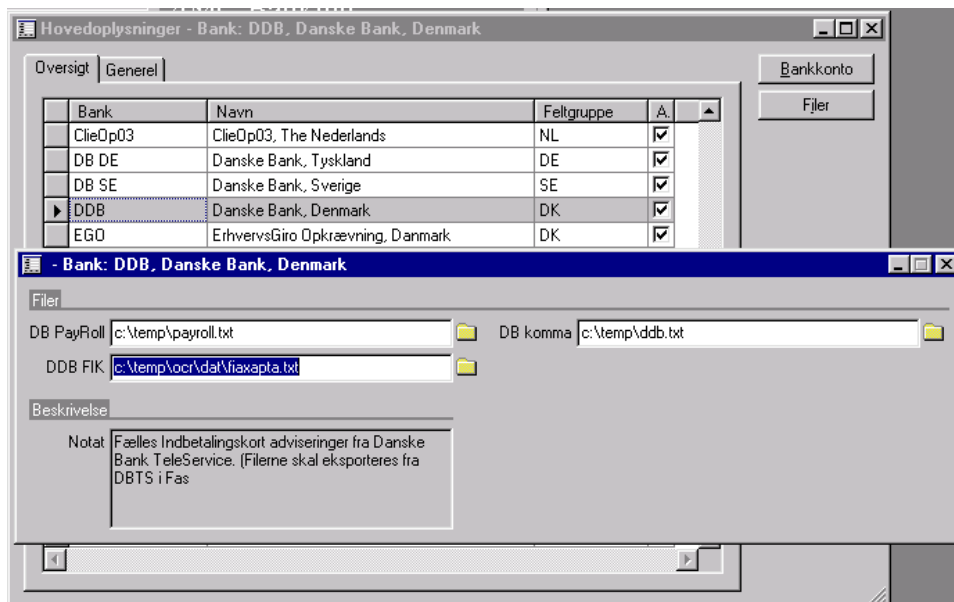 Hovedoplysninger - Bank: DDB, Danske Bank, Denmark
Oversigt Generel
Bankkonto
Filer
Bank Navn Feltgruppe A.
ClieOp03 ClieOp03, The Nederlands NL
DB DE Danske Bank, Tyskland DE
DB SE Danske Bank, Sverige SE
DDB Danske Bank, Denmark DK
EGO ErhvervsGiro Opkrævning, Danmark DK
- Bank: DDB, Danske Bank, Denmark
Filer
DB PayRoll c:\temp\payroll.txt DB komma c:\temp\ddb.txt
DDB FIK c:\temp\ocr\dat\fiaxapta.txt
Beskrivelse
Notat Fælles Indbetalingskort adviseringer fra Danske
Bank TeleService. (Filerne skal eksporteres fra
DBTS i Fas